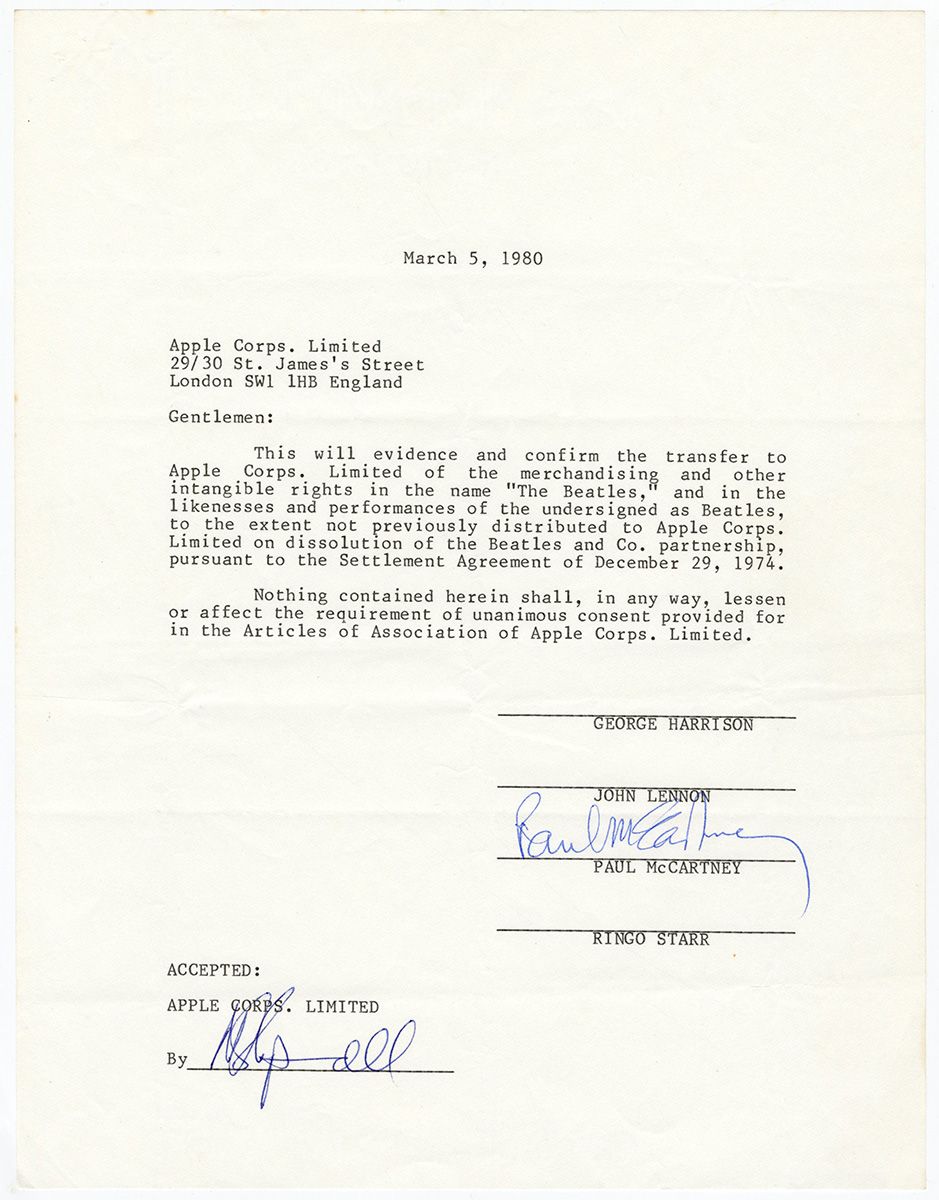 March 5, 1980
Apple Corps. Limited
29/30 St. James's Street
London SW1 1HB England
Gentlemen:
This will evidence and confirm the transfer to
Apple Corps. Limited of the merchandising and other
intangible rights in the name "The Beatles," and in the
likenesses and performances of the undersigned as Beatles,
to the extent not previously distributed to Apple Corps.
Limited on dissolution of the Beatles and Co. partnership,
pursuant to the Settlement Agreement of December 29, 1974.
Nothing contained herein shall, in any way, lessen
or affect the requirement of unanimous consent provided for
in the Articles of Association of Apple Corps. Limited.
GEORGE HARRISON
JOHN LENNON
Paul McCartney
PAUL McCARTNEY
RINGO STARR
ACCEPTED:
APPLE CORPS. LIMITED
By